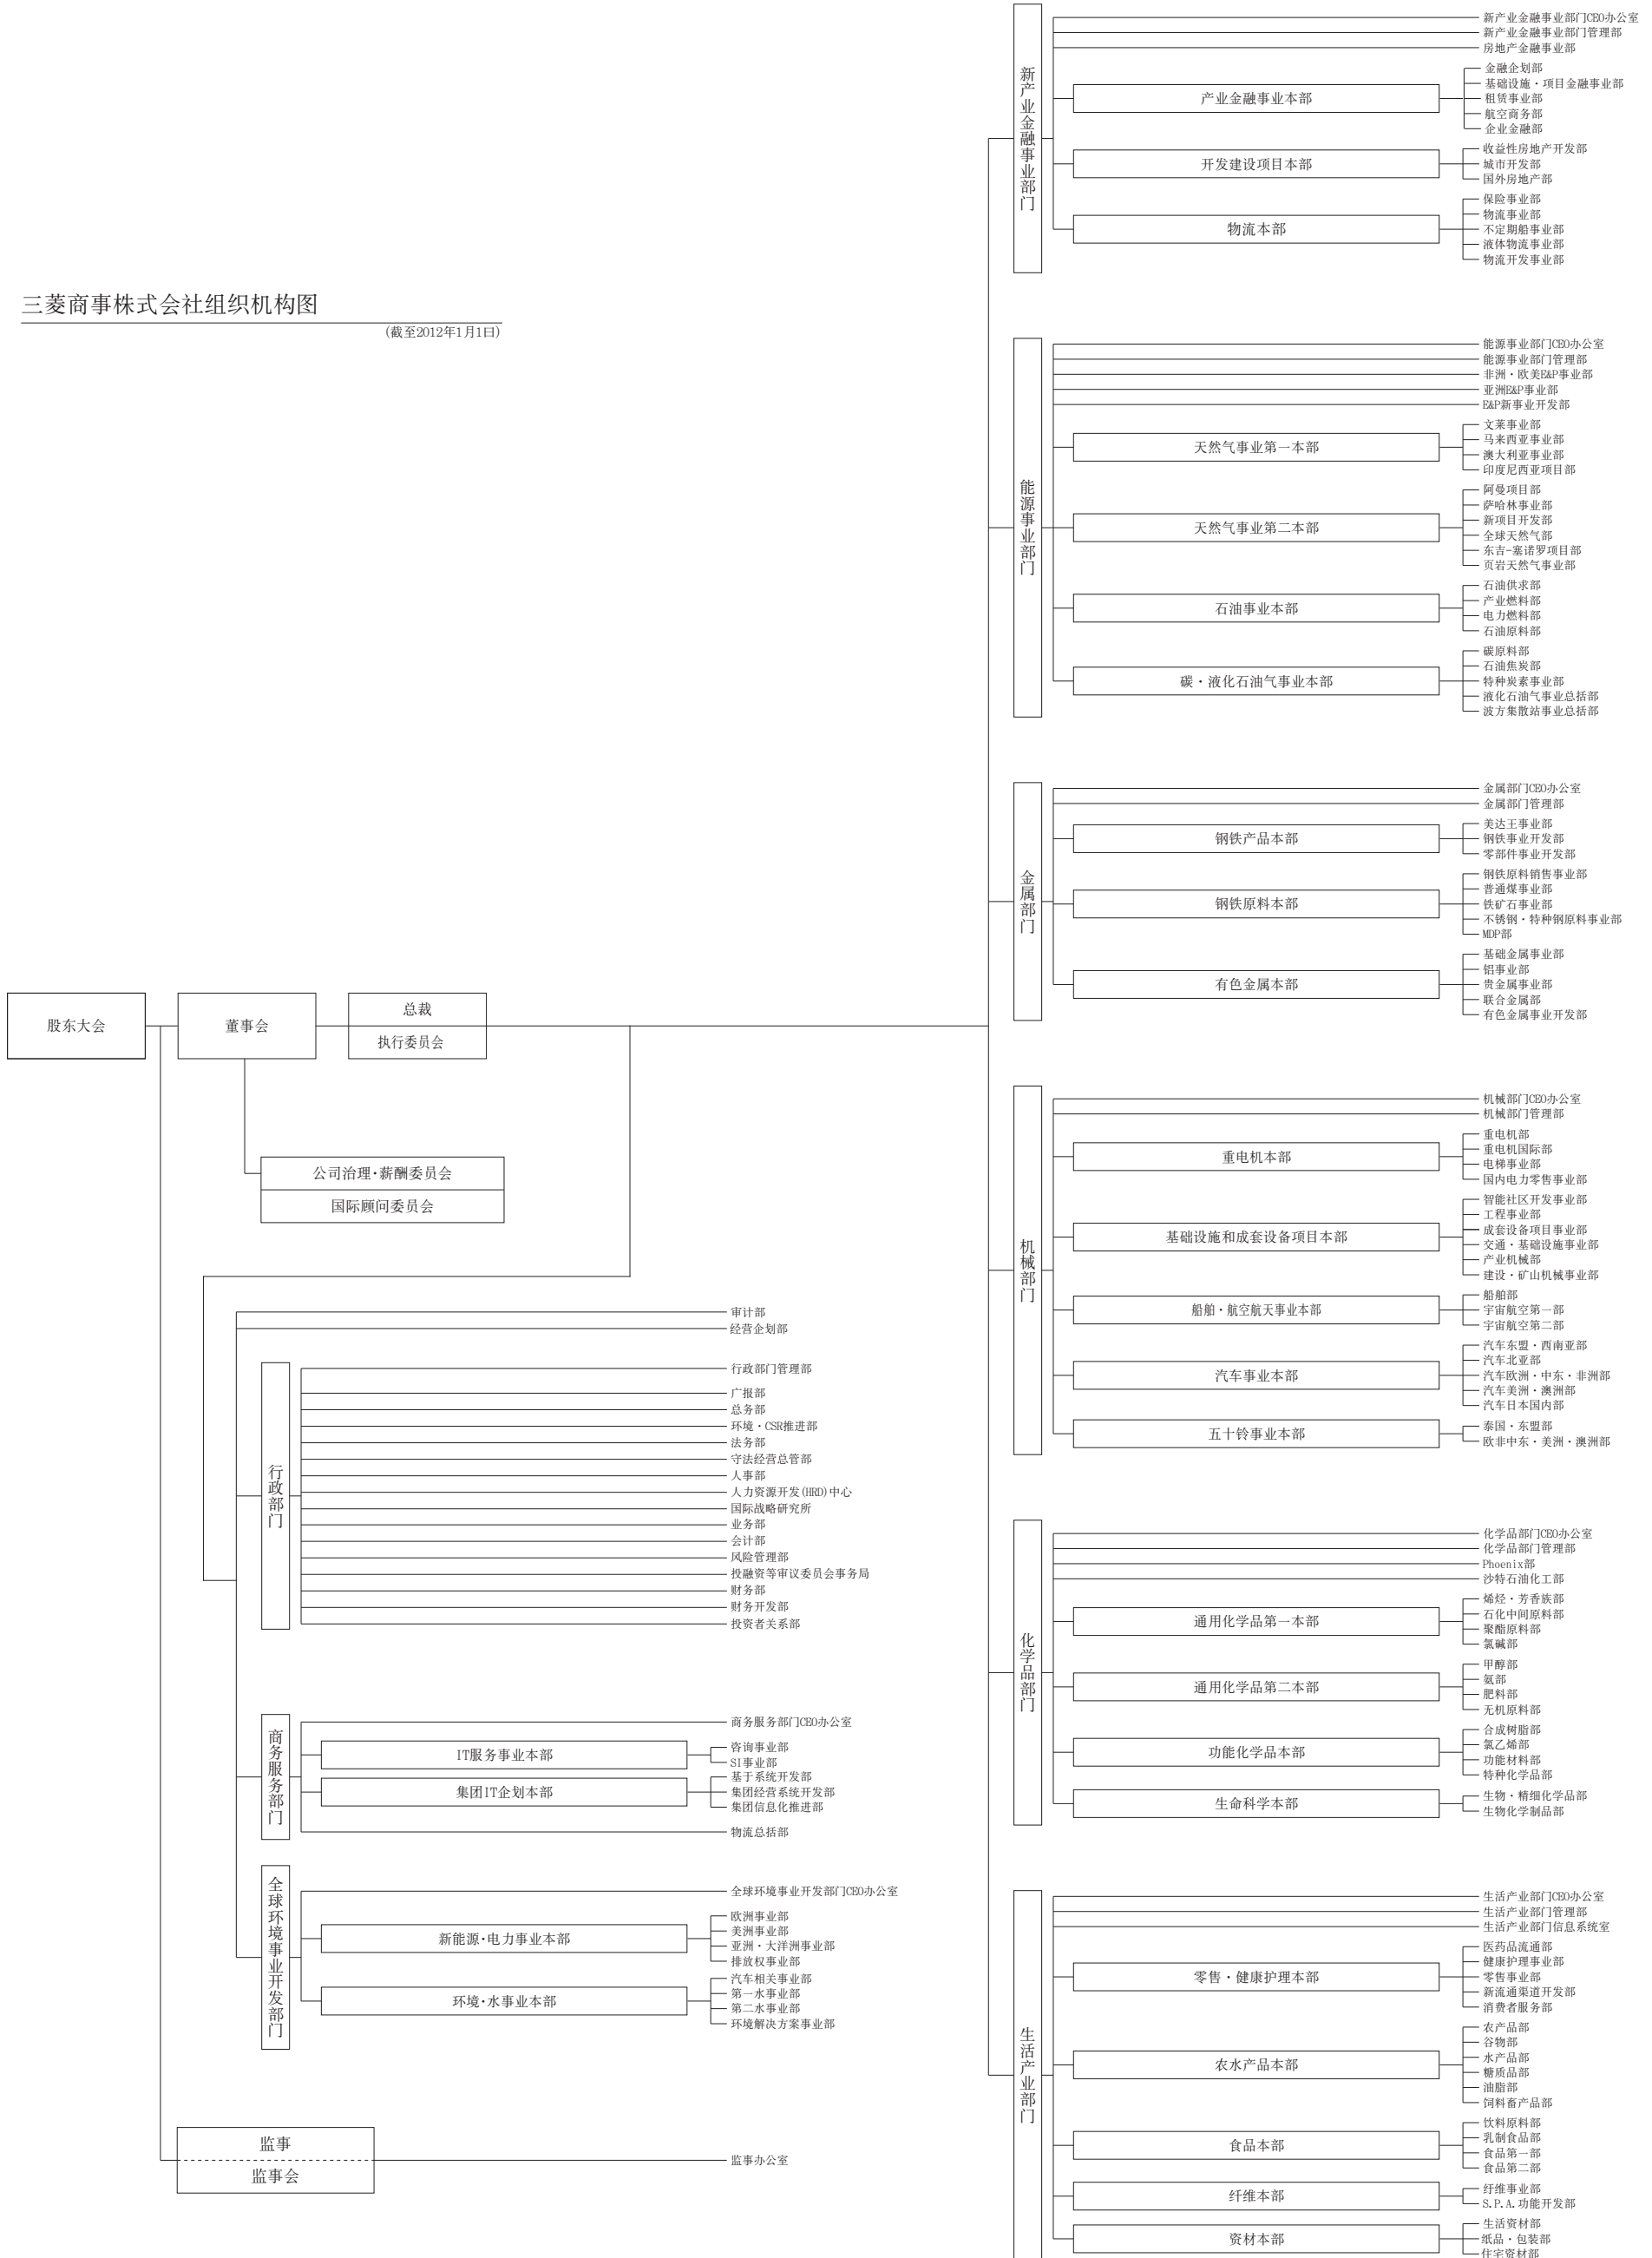 三菱商事株式会社组织机构图
(截至2012年1月1日)
股东大会
董事会
总裁
执行委员会
公司治理·薪酬委员会
国际顾问委员会
审计部
经营企划部
行政部门
行政部门管理部
广报部
总务部
环境·CSR推进部
法务部
守法经营总管部
人事部
人力资源开发(HRD)中心
国际战略研究所
业务部
会计部
风险管理部
投融资等审议委员会事务局
财务部
财务开发部
投资者关系部
商务服务部门
商务服务部门CEO办公室
IT服务事业本部
咨询事业部
SI事业部
集团IT企划本部
基于系统开发部
集团经营系统开发部
集团信息化推进部
物流总括部
全球环境事业开发部门
全球环境事业开发部门CEO办公室
新能源·电力事业本部
欧洲事业部
美洲事业部
亚洲·大洋洲事业部
排放权事业部
环境·水事业本部
汽车相关事业部
第一水事业部
第二水事业部
环境解决方案事业部
监事
监事会
监事办公室
新产业金融事业部门
新产业金融事业部门CEO办公室
新产业金融事业部门管理部
房地产金融事业部
产业金融事业本部
金融企划部
基础设施·项目金融事业部
租赁事业部
航空商务部
企业金融部
开发建设项目本部
收益性房地产开发部
城市开发部
国外房地产部
物流本部
保险事业部
物流事业部
不定期船事业部
液体物流事业部
物流开发事业部
能源事业部门
能源事业部门CEO办公室
能源事业部门管理部
非洲·欧美E&P事业部
亚洲E&P事业部
E&P新事业开发部
天然气事业第一本部
文莱事业部
马来西亚事业部
澳大利亚事业部
印度尼西亚项目部
天然气事业第二本部
阿曼项目部
萨哈林事业部
新项目开发部
全球天然气部
东吉-塞诺罗项目部
页岩天然气事业部
石油事业本部
石油供求部
产业燃料部
电力燃料部
石油原料部
碳·液化石油气事业本部
碳原料部
石油焦炭部
特种炭素事业部
液化石油气事业总括部
波方集散站事业总括部
金属部门
金属部门CEO办公室
金属部门管理部
钢铁产品本部
美达王事业部
钢铁事业开发部
零部件事业开发部
钢铁原料本部
钢铁原料销售事业部
普通煤事业部
铁矿石事业部
不锈钢·特种钢原料事业部
MDP部
有色金属本部
基础金属事业部
铝事业部
贵金属事业部
联合金属部
有色金属事业开发部
机械部门
机械部门CEO办公室
机械部门管理部
重电机本部
重电机部
重电机国际部
电梯事业部
国内电力零售事业部
基础设施和成套设备项目本部
智能社区开发事业部
工程事业部
成套设备项目事业部
交通·基础设施事业部
产业机械部
建设·矿山机械事业部
船舶·航空航天事业本部
船舶部
宇宙航空第一部
宇宙航空第二部
汽车事业本部
汽车东盟·西南亚部
汽车北亚部
汽车欧洲·中东·非洲部
汽车美洲·澳洲部
汽车日本国内部
五十铃事业本部
泰国·东盟部
欧非中东·美洲·澳洲部
化学品部门
化学品部门CEO办公室
化学品部门管理部
Phoenix部
沙特石油化工部
通用化学品第一本部
烯烃·芳香族部
石化中间原料部
聚酯原料部
氯碱部
通用化学品第二本部
甲醇部
氨部
肥料部
无机原料部
功能化学品本部
合成树脂部
氯乙烯部
功能材料部
特种化学品部
生命科学本部
生物·精细化学品部
生物化学制品部
生活产业部门
生活产业部门CEO办公室
生活产业部门管理部
生活产业部门信息系统室
零售·健康护理本部
医药品流通部
健康护理事业部
零售事业部
新流通渠道开发部
消费者服务部
农水产品本部
农产品部
谷物部
水产品部
糖质品部
油脂部
饲料畜产品部
食品本部
饮料原料部
乳制食品部
食品第一部
食品第二部
纤维本部
纤维事业部
S.P.A.功能开发部
资材本部
生活资材部
纸品·包装部
住宅资材部